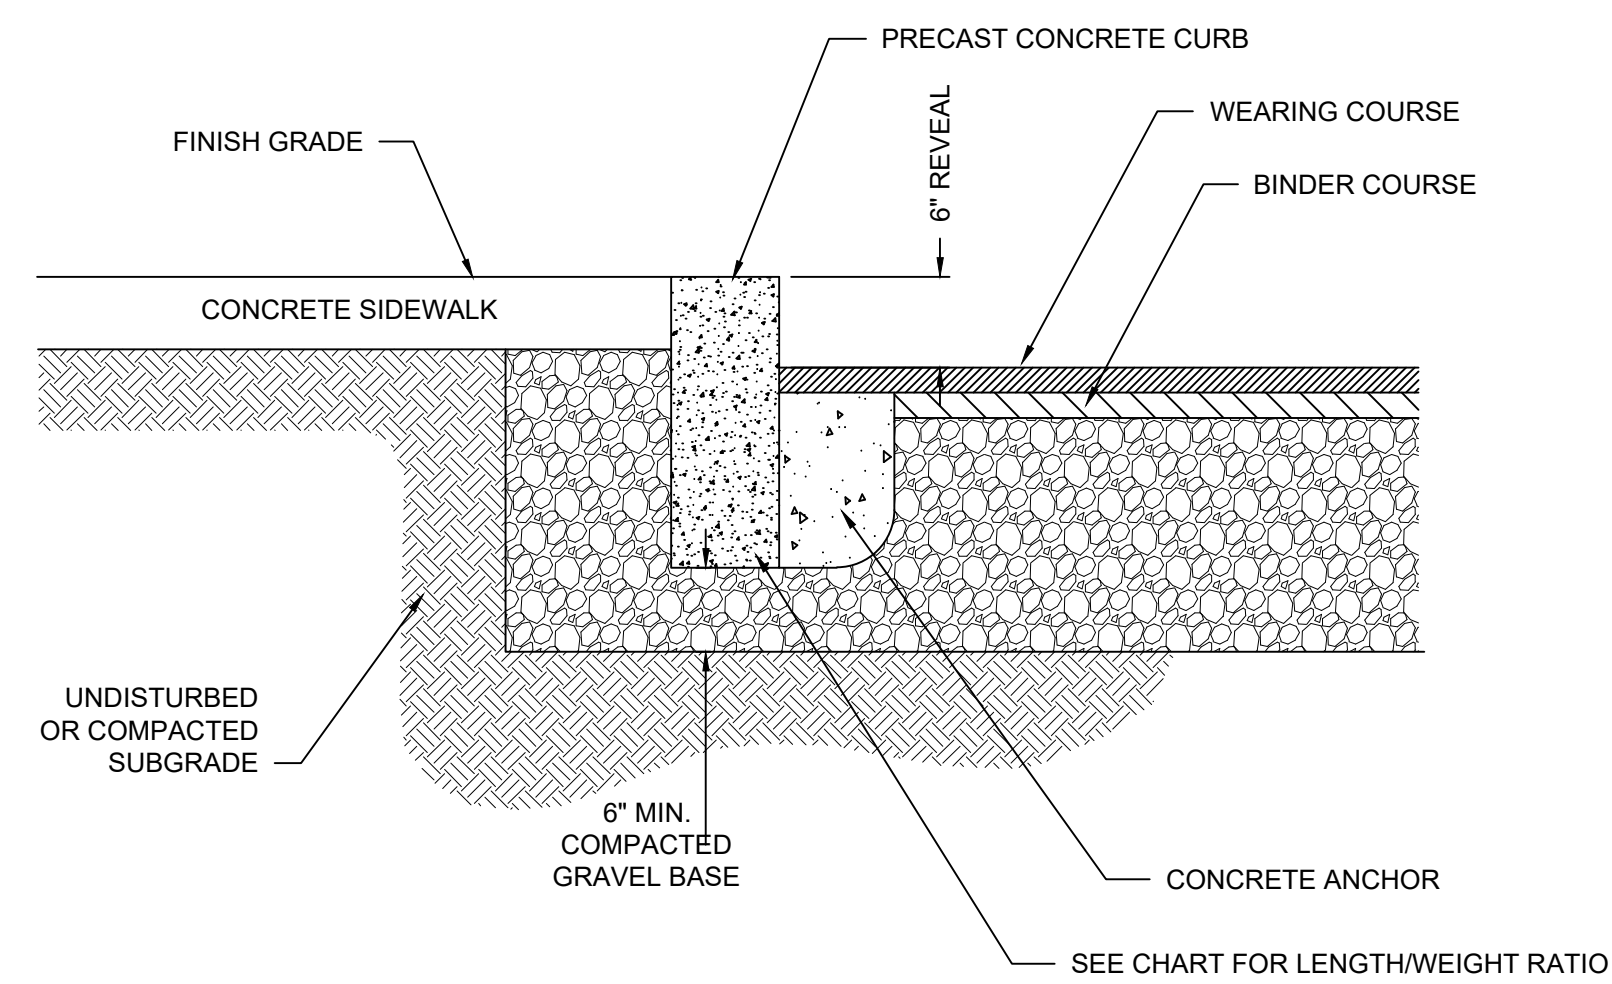 PRECAST CONCRETE CURB
6" REVEAL
WEARING COURSE
FINISH GRADE
BINDER COURSE
CONCRETE SIDEWALK
UNDISTURBED
OR COMPACTED
SUBGRADE
6" MIN.
COMPACTED
GRAVEL BASE
CONCRETE ANCHOR
SEE CHART FOR LENGTH/WEIGHT RATIO